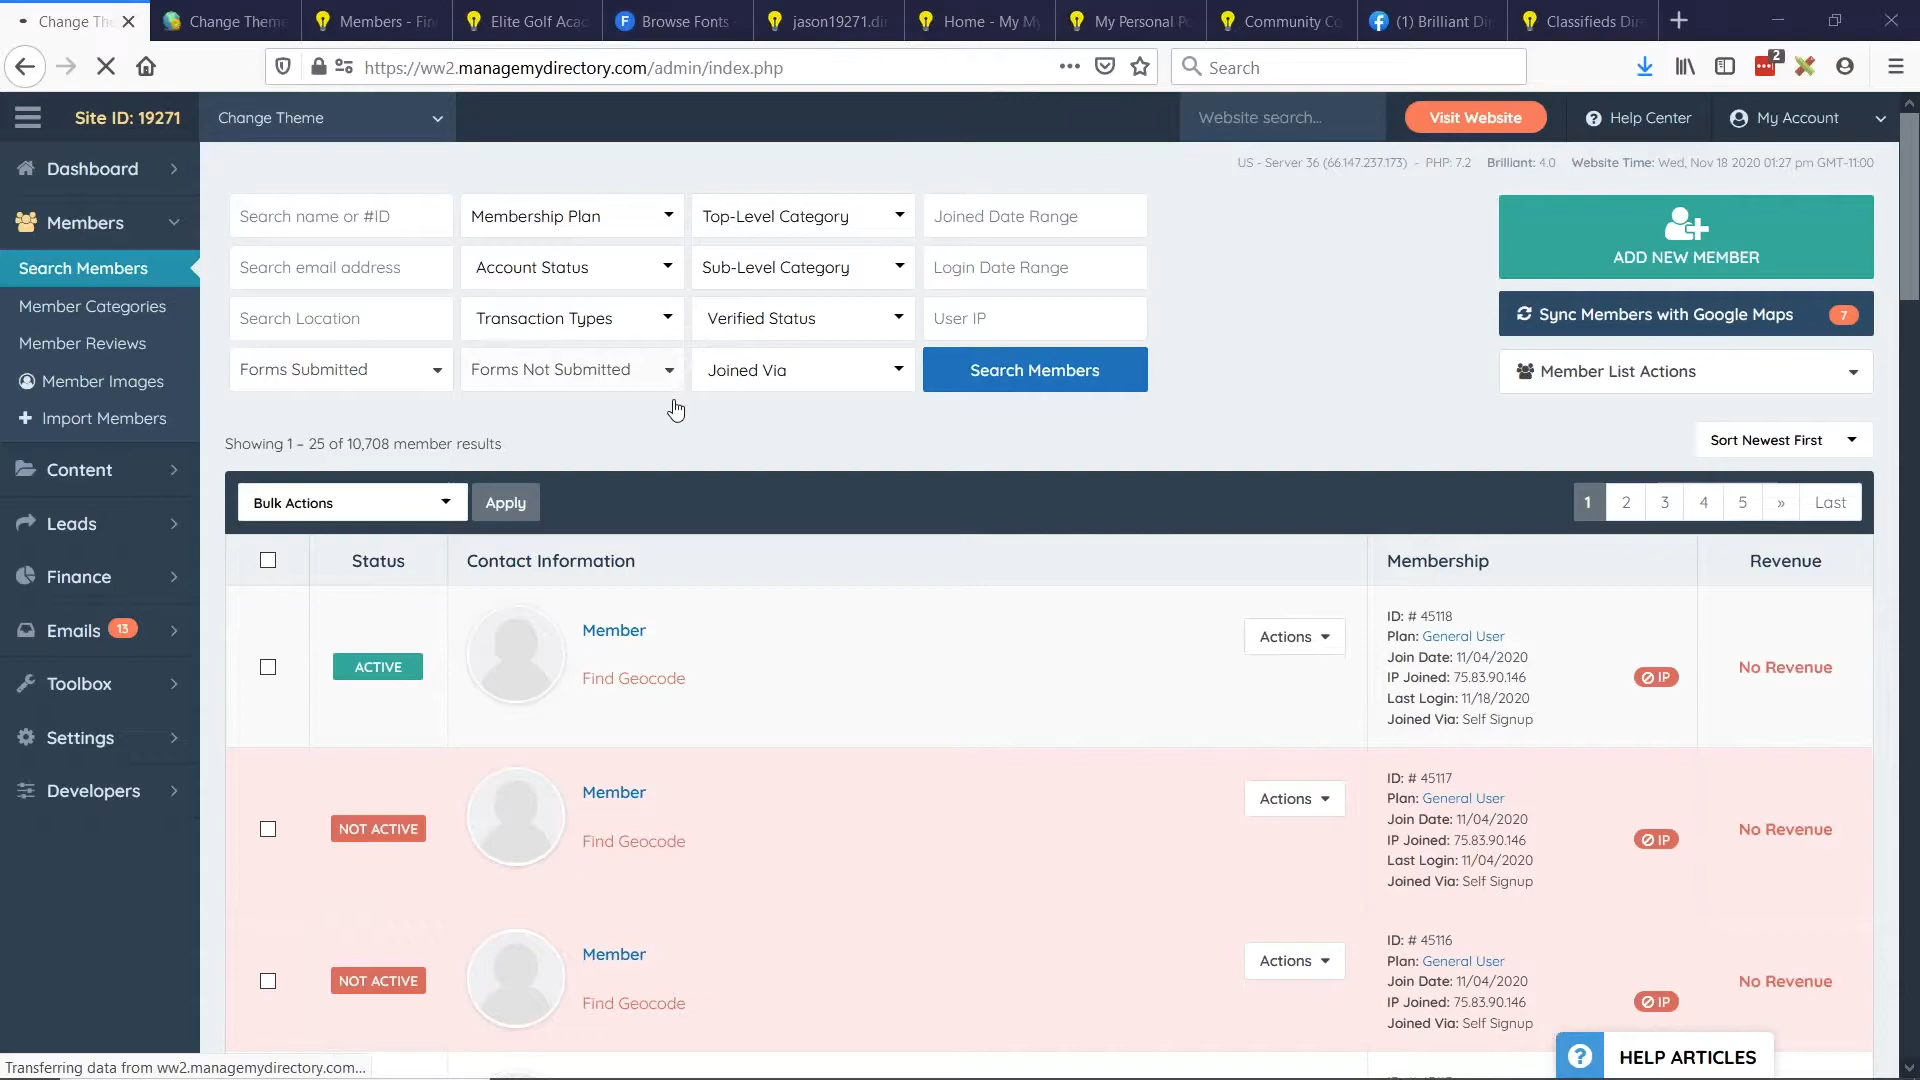 Change Th
Change Theme
Members - Fin
Elite Golf Acad
Browse Fonts -
jason19271.dir
Home - My My
My Personal P
Community Co
(1) Brilliant Dir
Classifieds Dire
https://ww2.managemydirectory.com/admin/index.php
Search
2
Site ID: 19271
Change Theme
Website search...
Visit Website
Help Center
My Account
US - Server 36 (66.147.237.173) - PHP: 7.2 Brilliant: 4.0 Website Time: Wed, Nov 18 2020 01:27 pm GMT-11:00
Dashboard
Members
Search Members
Member Categories
Member Reviews
Member Images
Import Members
Content
Leads
Finance
Emails 13
Toolbox
Settings
Developers
Search name or #ID
Membership Plan
Top-Level Category
Joined Date Range
Search email address
Account Status
Sub-Level Category
Login Date Range
Search Location
Transaction Types
Verified Status
User IP
Forms Submitted
Forms Not Submitted
Joined Via
Search Members
ADD NEW MEMBER
Sync Members with Google Maps 7
Member List Actions
Showing 1 – 25 of 10,708 member results
Sort Newest First
Bulk Actions
Apply
1 2 3 4 5 » Last
Status
Contact Information
Membership
Revenue
ACTIVE
Member
Find Geocode
Actions
ID: # 45118
Plan: General User
Join Date: 11/04/2020
IP Joined: 75.83.90.146
Last Login: 11/18/2020
Joined Via: Self Signup
IP
No Revenue
NOT ACTIVE
Member
Find Geocode
Actions
ID: # 45117
Plan: General User
Join Date: 11/04/2020
IP Joined: 75.83.90.146
Last Login: 11/04/2020
Joined Via: Self Signup
IP
No Revenue
NOT ACTIVE
Member
Find Geocode
Actions
ID: # 45116
Plan: General User
Join Date: 11/04/2020
IP Joined: 75.83.90.146
Joined Via: Self Signup
IP
No Revenue
HELP ARTICLES
Transferring data from ww2.managemydirectory.com...